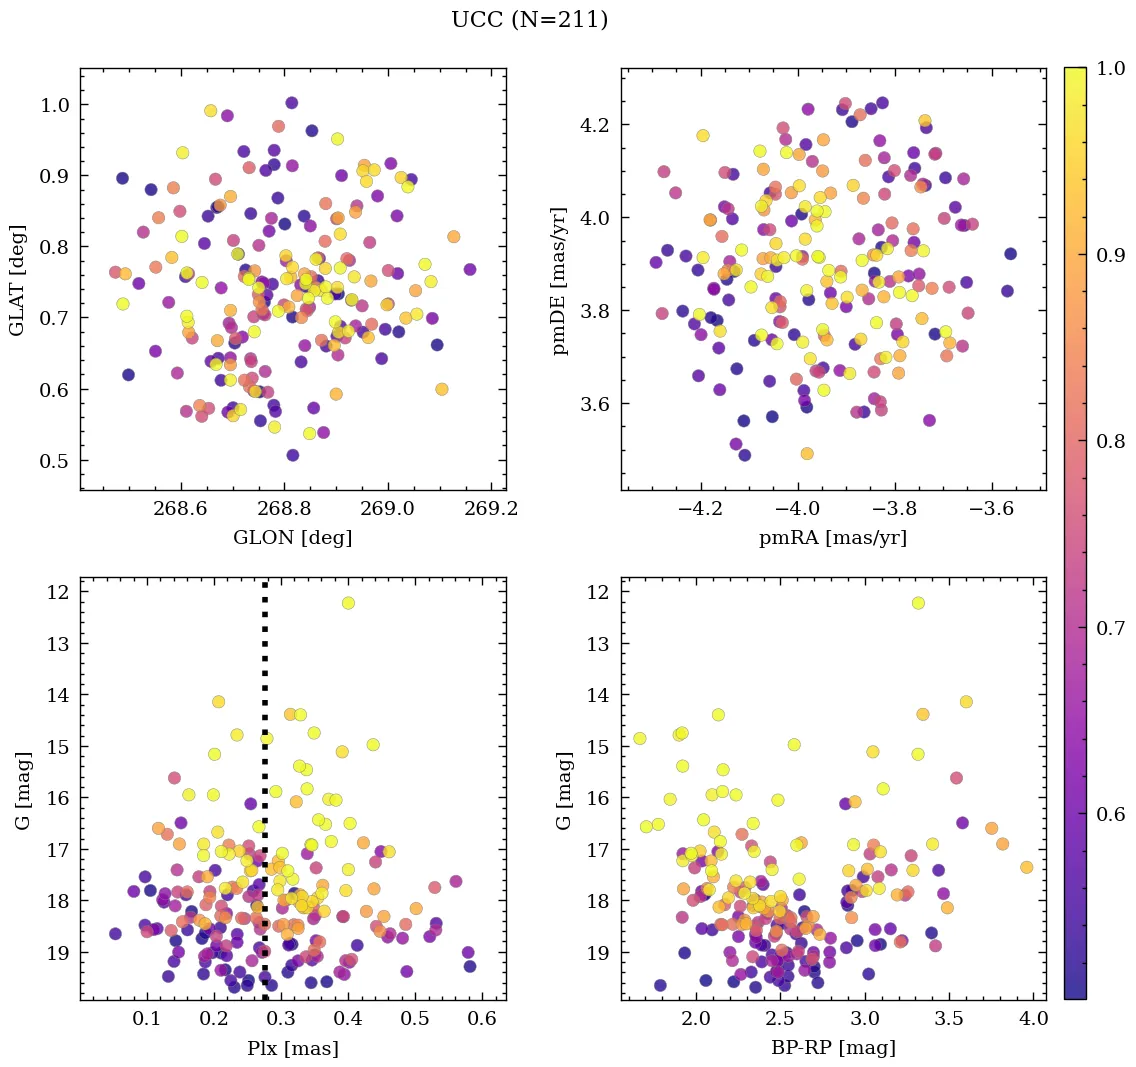 UCC (N=211)
1.0
0.9
0.8
0.7
0.6
0.5
GLAT [deg]
268.6 268.8 269.0 269.2
GLON [deg]
4.2
4.0
3.8
3.6
pmDE [mas/yr]
−4.2 −4.0 −3.8 −3.6
pmRA [mas/yr]
1.0
0.9
0.8
0.7
0.6
12
13
14
15
16
17
18
19
G [mag]
0.1 0.2 0.3 0.4 0.5 0.6
Plx [mas]
12
13
14
15
16
17
18
19
G [mag]
2.0 2.5 3.0 3.5 4.0
BP-RP [mag]